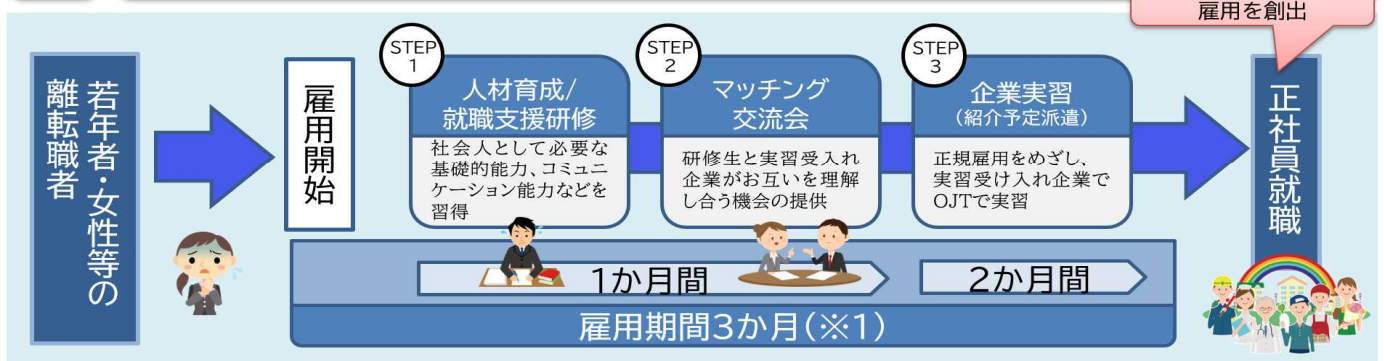 雇用を創出
若年者・女性等の
離転職者
雇用開始
STEP
1
人材育成/
就職支援研修
社会人として必要な
基礎的能力、コミュニ
ケーション能力などを
習得
STEP
2
マッチング
交流会
研修生と実習受入れ
企業がお互いを理解
し合う機会の提供
STEP
3
企業実習
(紹介予定派遣)
正規雇用をめざし、
実習受け入れ企業で
OJTで実習
正社員就職
1か月間
2か月間
雇用期間3か月(※1)